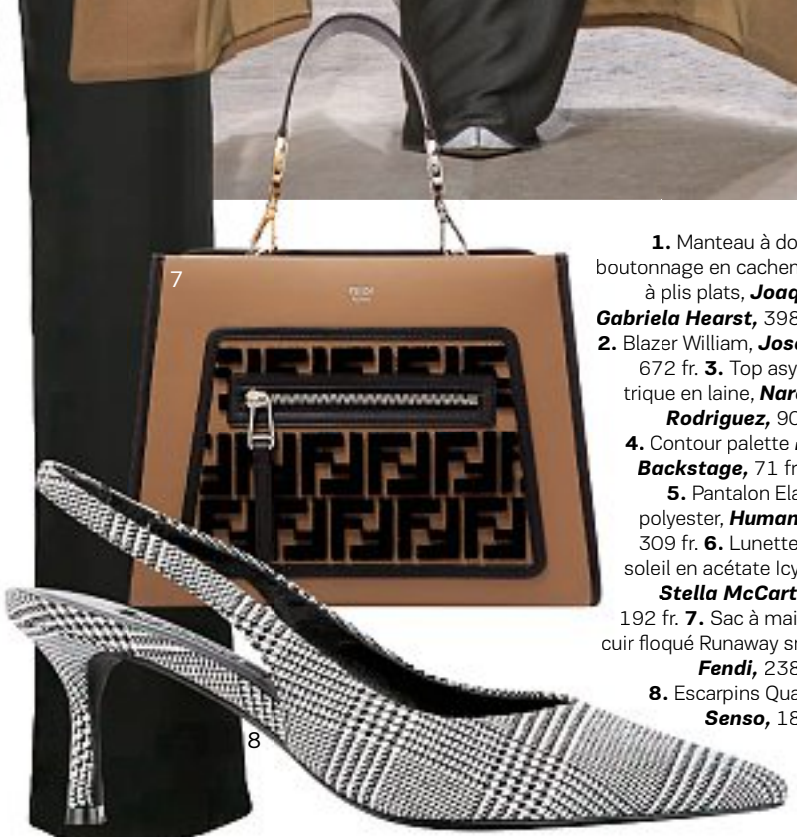 7
FENDI
1. Manteau à do
boutonnage en cachem
à plis plats, Joaq
Gabriela Hearst, 398
2. Blazer William, Jose
672 fr. 3. Top asy
trique en laine, Narc
Rodriguez, 90
4. Contour palette
Backstage, 71 fr
5. Pantalon Ela
polyester, Human
309 fr. 6. Lunette
soleil en acétate Icy
Stella McCart
192 fr. 7. Sac à mai
cuir floqué Runaway sm
Fendi, 238
8. Escarpins Qua
Senso, 18
8